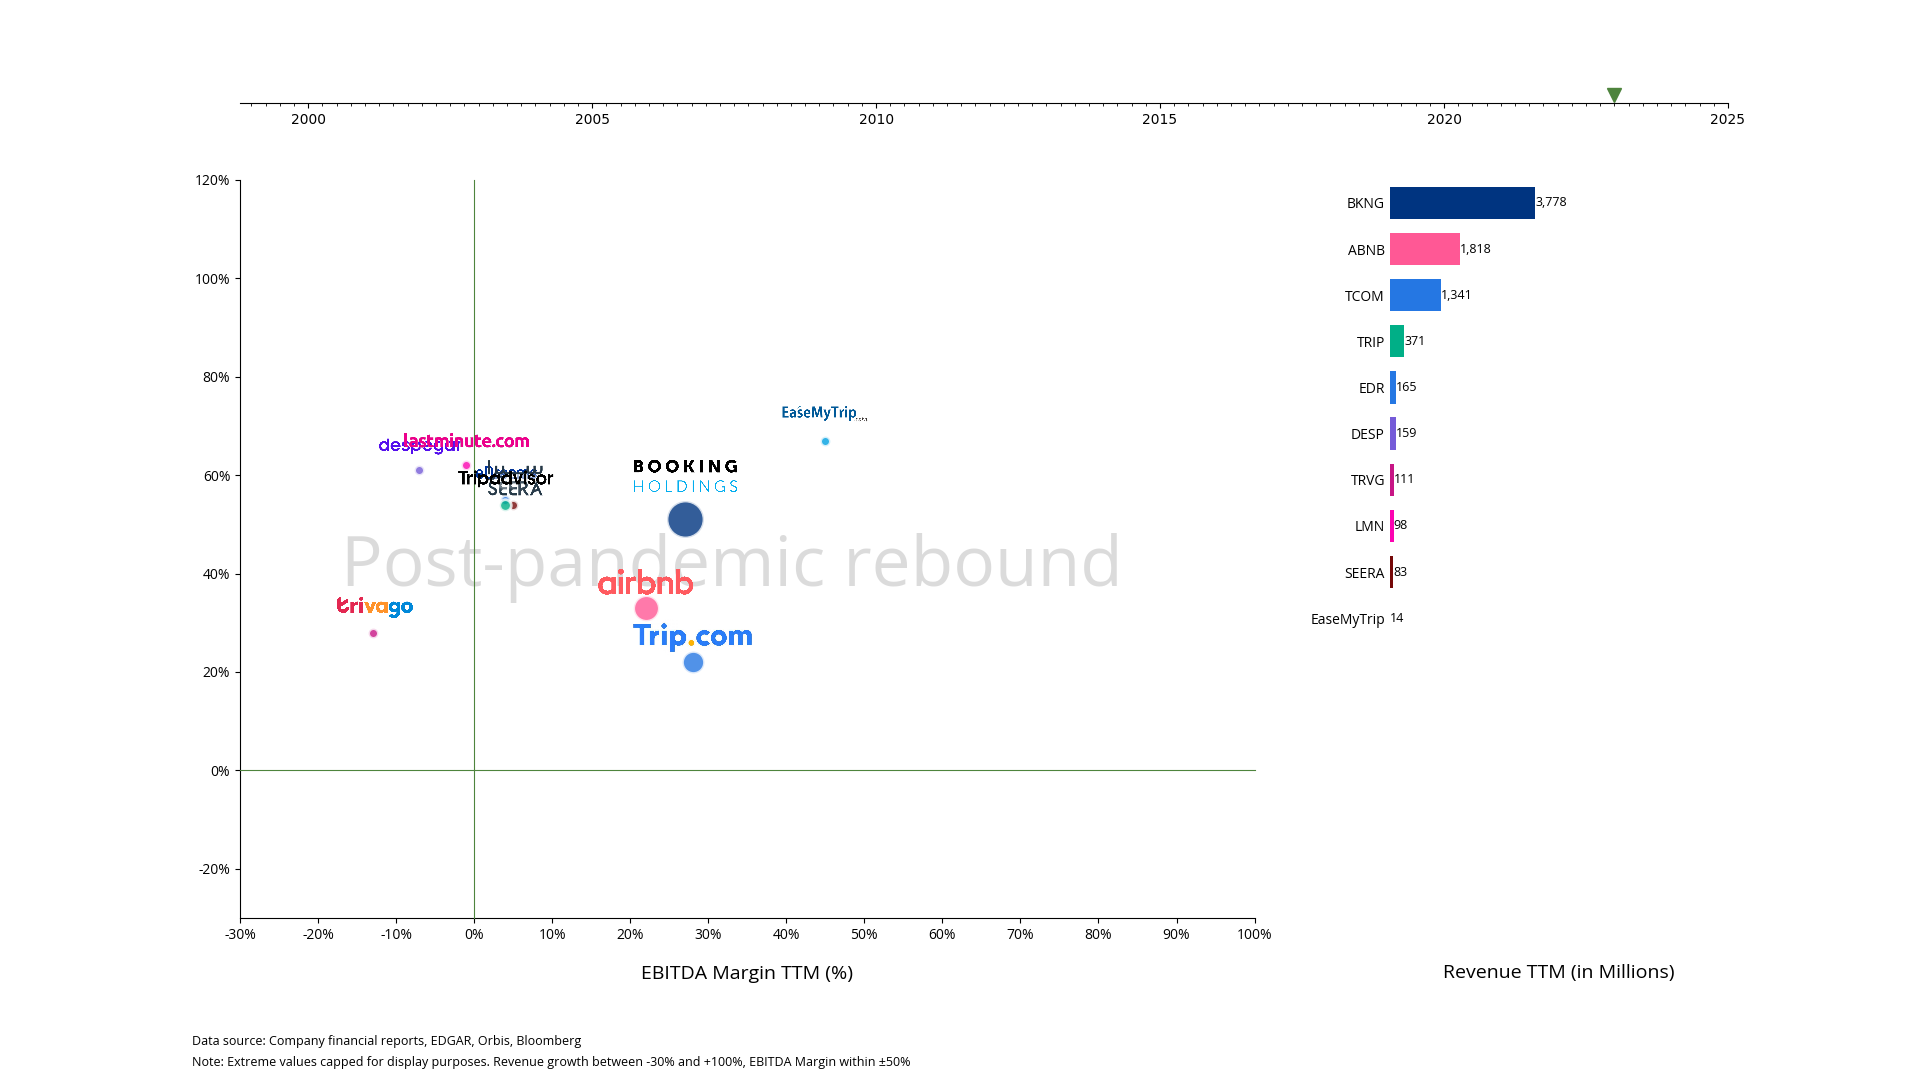 2000 2005 2010 2015 2020 2025
120%
100%
80%
60%
40%
20%
0%
-20%
-30% -20% -10% 0% 10% 20% 30% 40% 50% 60% 70% 80% 90% 100%
EBITDA Margin TTM (%)
Post-pandemic rebound
EaseMyTrip
despegar
lastminute.com
Tripadvisor
SEERA
BOOKING
HOLDINGS
airbnb
trivago
Trip.com
BKNG 3,778
ABNB 1,818
TCOM 1,341
TRIP 371
EDR 165
DESP 159
TRVG 111
LMN 98
SEERA 83
EaseMyTrip 14
Revenue TTM (in Millions)
Data source: Company financial reports, EDGAR, Orbis, Bloomberg
Note: Extreme values capped for display purposes. Revenue growth between -30% and +100%, EBITDA Margin within ±50%